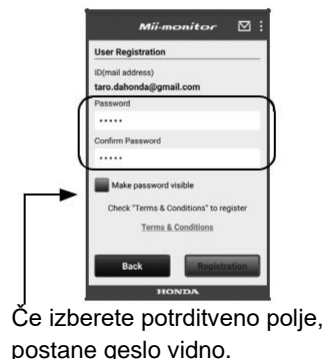 Mii-monitor
User Registration
ID(mail address)
taro.dahonda@gmail.com
Password
•••••
Confirm Password
•••••
Make password visible
Check "Terms & Conditions" to register
Terms & Conditions
Back Registration
HONDA
Če izberete potrditveno polje,
postane geslo vidno.